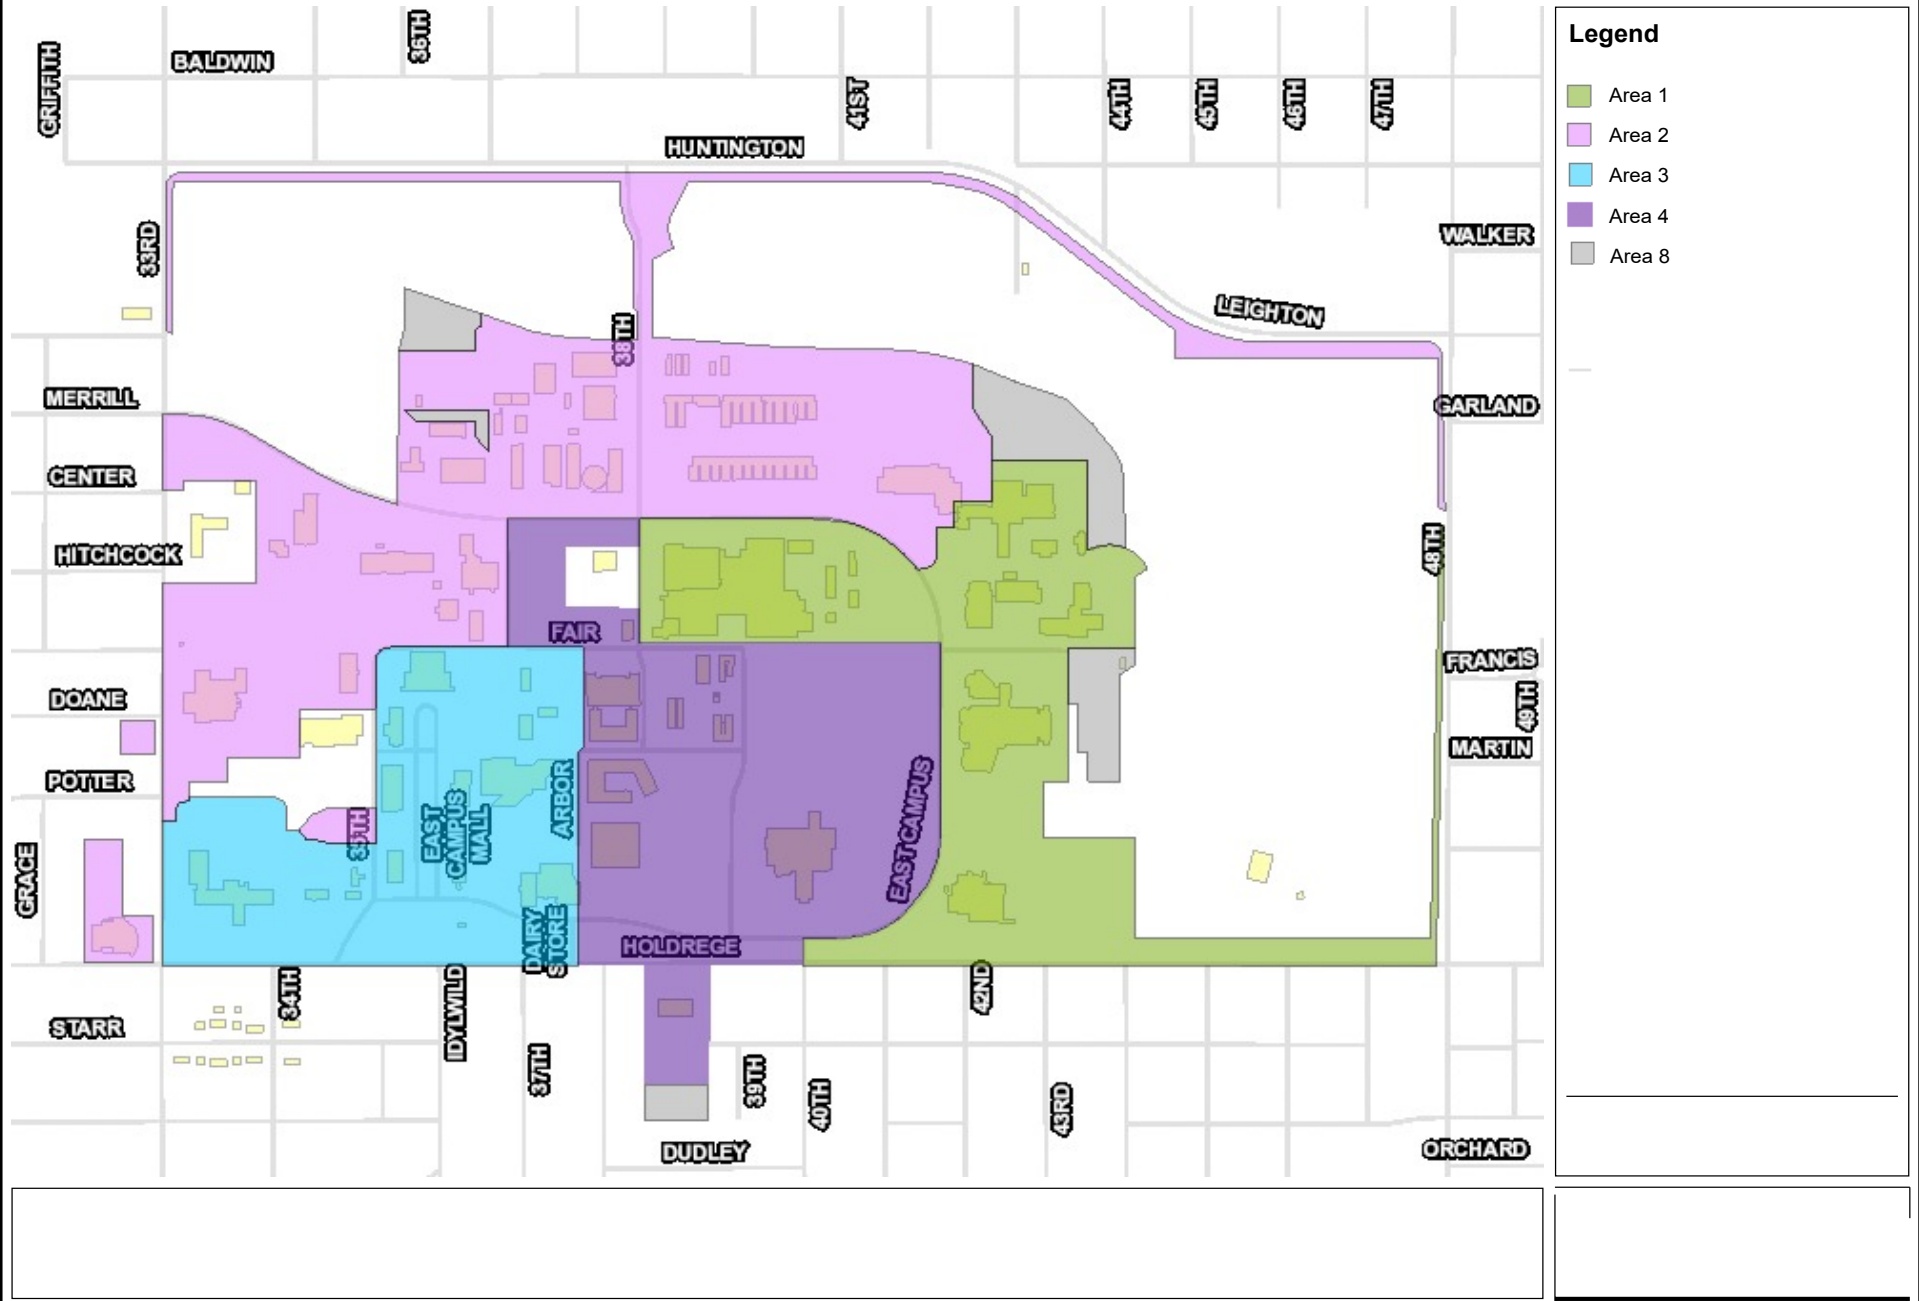 36TH
BALDWIN
GRIFFITH
41ST
44TH
45TH
46TH
47TH
HUNTINGTON
33RD
WALKER
LEIGHTON
38TH
MERRILL
GARLAND
CENTER
HITCHCOCK
48TH
FAIR
FRANCIS
DOANE
49TH
MARTIN
POTTER
ARBOR
EAST CAMPUS
35TH
EAST
CAMPUS
MALL
GRACE
DAIRY
STORE
HOLDREGE
34TH
IDYLWILD
42ND
STARR
37TH
39TH
40TH
43RD
DUDLEY
ORCHARD
Legend
Area 1
Area 2
Area 3
Area 4
Area 8